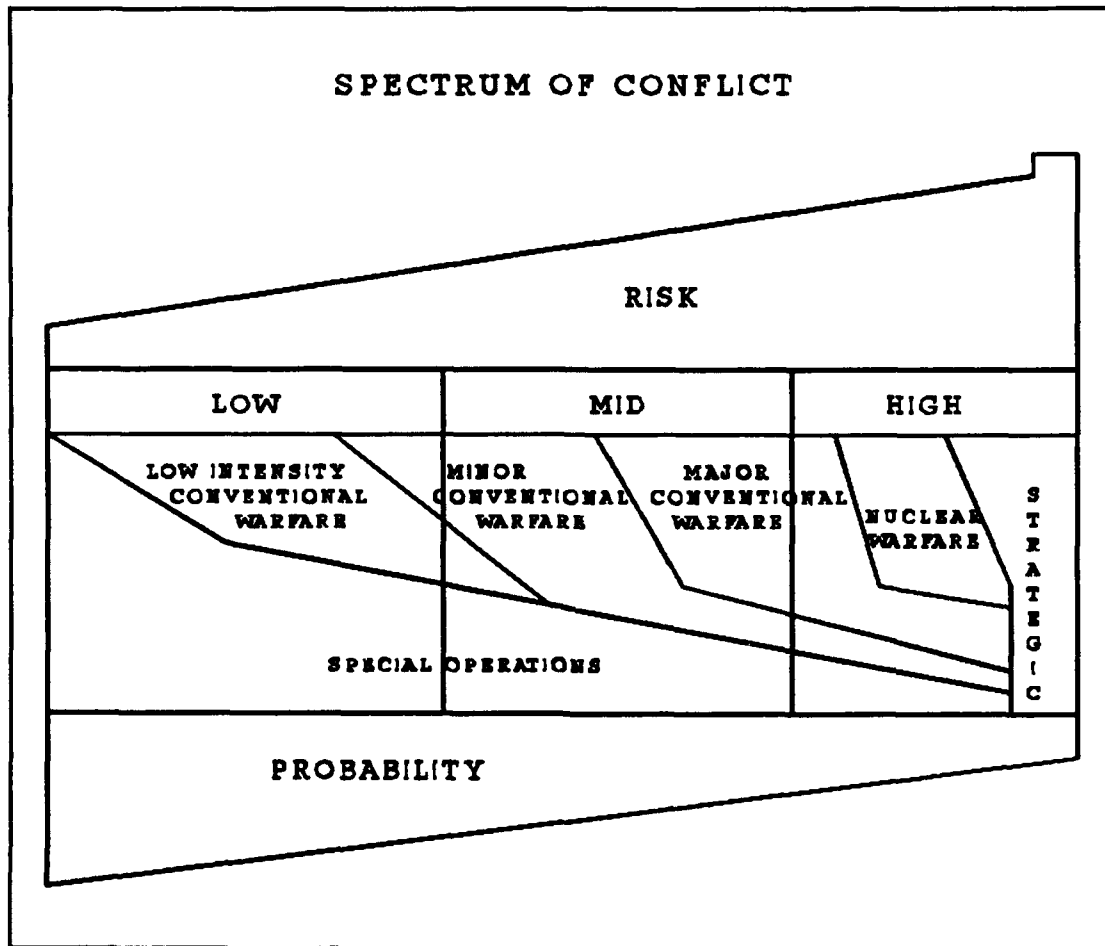 SPECTRUM OF CONFLICT
RISK
LOW
MID
HIGH
LOW INTENSITY
CONVENTIONAL
WARFARE
MINOR
CONVENTIONAL
WARFARE
MAJOR
CONVENTIONAL
WARFARE
NUCLEAR
WARFARE
STRATEGIC
SPECIAL OPERATIONS
PROBABILITY